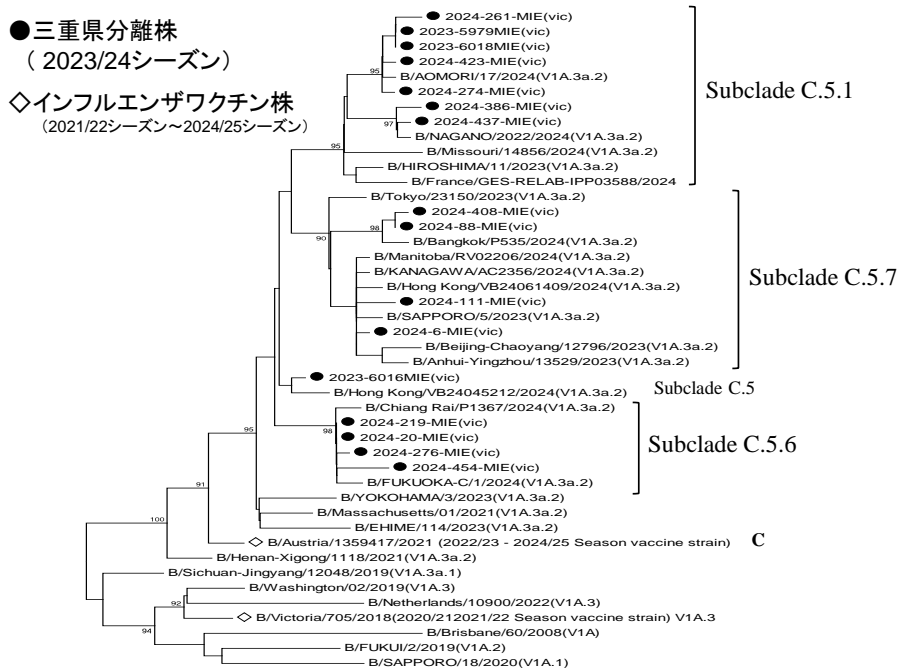 ●三重県分離株
( 2023/24シーズン)
◇インフルエンザワクチン株
(2021/22シーズン~2024/25シーズン)
2024-261-MIE(vic)
2023-5979MIE(vic)
2023-6018MIE(vic)
2024-423-MIE(vic)
95
B/AOMORI/17/2024(V1A.3a.2)
2024-274-MIE(vic)
Subclade C.5.1
2024-386-MIE(vic)
2024-437-MIE(vic)
97
B/NAGANO/2022/2024(V1A.3a.2)
95
B/Missouri/14856/2024(V1A.3a.2)
B/HIROSHIMA/11/2023(V1A.3a.2)
B/France/GES-RELAB-IPP03588/2024
B/Tokyo/23150/2023(V1A.3a.2)
2024-408-MIE(vic)
98
2024-88-MIE(vic)
90
B/Bangkok/P535/2024(V1A.3a.2)
B/Manitoba/RV02206/2024(V1A.3a.2)
B/KANAGAWA/AC2356/2024(V1A.3a.2)
Subclade C.5.7
B/Hong Kong/VB24061409/2024(V1A.3a.2)
2024-111-MIE(vic)
B/SAPPORO/5/2023(V1A.3a.2)
2024-6-MIE(vic)
B/Beijing-Chaoyang/12796/2023(V1A.3a.2)
B/Anhui-Yingzhou/13529/2023(V1A.3a.2)
2023-6016MIE(vic)
Subclade C.5
B/Hong Kong/VB24045212/2024(V1A.3a.2)
B/Chiang Rai/P1367/2024(V1A.3a.2)
2024-219-MIE(vic)
98
95
2024-20-MIE(vic)
Subclade C.5.6
2024-276-MIE(vic)
2024-454-MIE(vic)
B/FUKUOKA-C/1/2024(V1A.3a.2)
91
B/YOKOHAMA/3/2023(V1A.3a.2)
B/Massachusetts/01/2021(V1A.3a.2)
100
B/EHIME/114/2023(V1A.3a.2)
B/Austria/1359417/2021 (2022/23 - 2024/25 Season vaccine strain) C
B/Henan-Xigong/1118/2021(V1A.3a.2)
B/Sichuan-Jingyang/12048/2019(V1A.3a.1)
B/Washington/02/2019(V1A.3)
92
B/Netherlands/10900/2022(V1A.3)
B/Victoria/705/2018(2020/212021/22 Season vaccine strain) V1A.3
94
B/Brisbane/60/2008(V1A)
B/FUKUI/2/2019(V1A.2)
B/SAPPORO/18/2020(V1A.1)